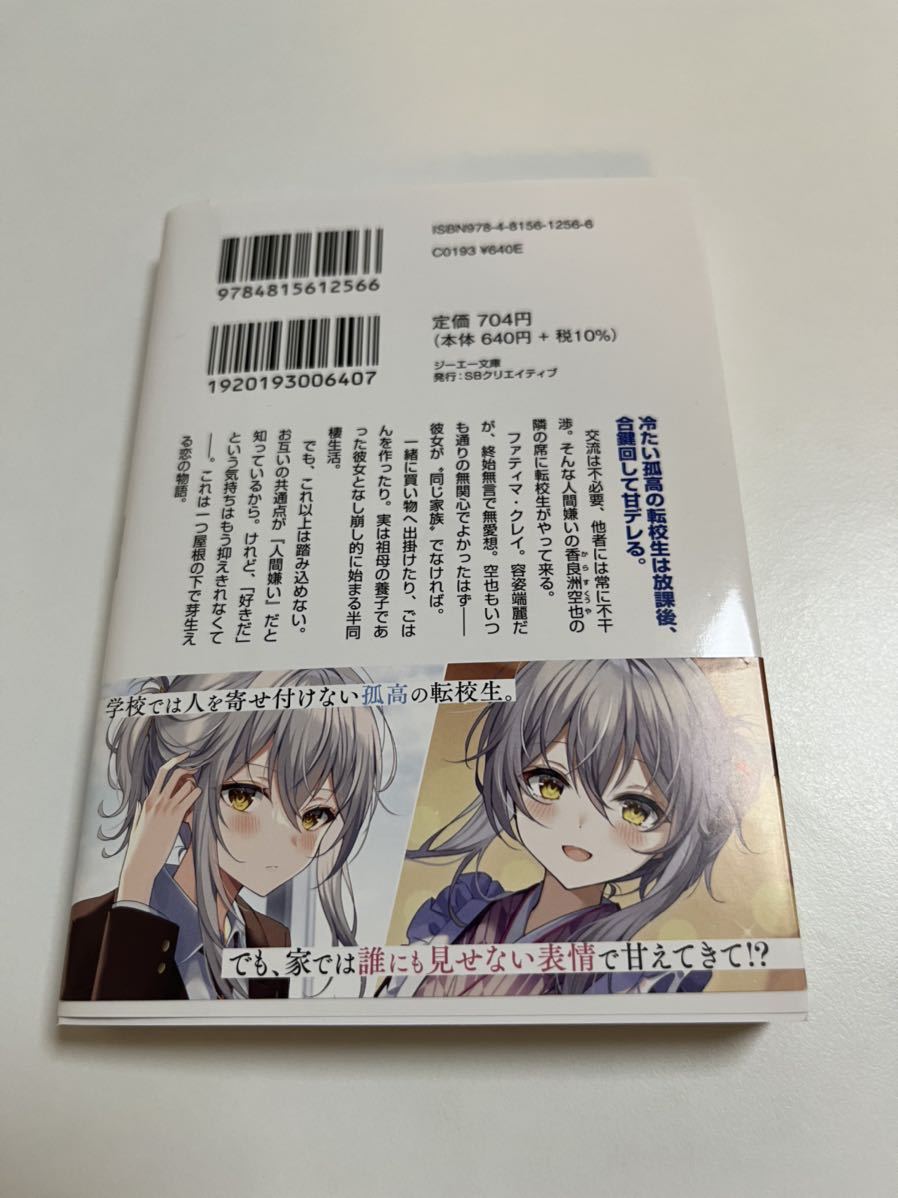 ISBN978-4-8156-1256-6
C0193 ¥640E
9784815612566
定価 704円
(本体 640円 + 税10%)
1920193006407
ジーエー文庫
発行：SBクリエイティブ
冷たい孤高の転校生は放課後、
合鍵回して甘デレる。
交流は不必要、他者には常に不干
渉。そんな人間嫌いの香良洲空也の
からすくうや
隣の席に転校生がやって来る。
ファティマ・クレイ。容姿端麗だ
が、終始無言で無愛想。空也もいつ
も通りの無関心でよかったはず――
彼女が〝同じ家族〟でなければ。
一緒に買い物へ出掛けたり、ごは
んを作ったり。実は祖母の養子であ
った彼女となし崩し的に始まる半同
棲生活。
でも、これ以上は踏み込めない。
お互いの共通点が『人間嫌い』だと
知っているから。けれど、「好きだ」
という気持ちはもう抑えきれなくて
――。これは一つ屋根の下で芽生え
る恋の物語。
学校では人を寄せ付けない孤高の転校生。
でも、家では誰にも見せない表情で甘えてきて!?